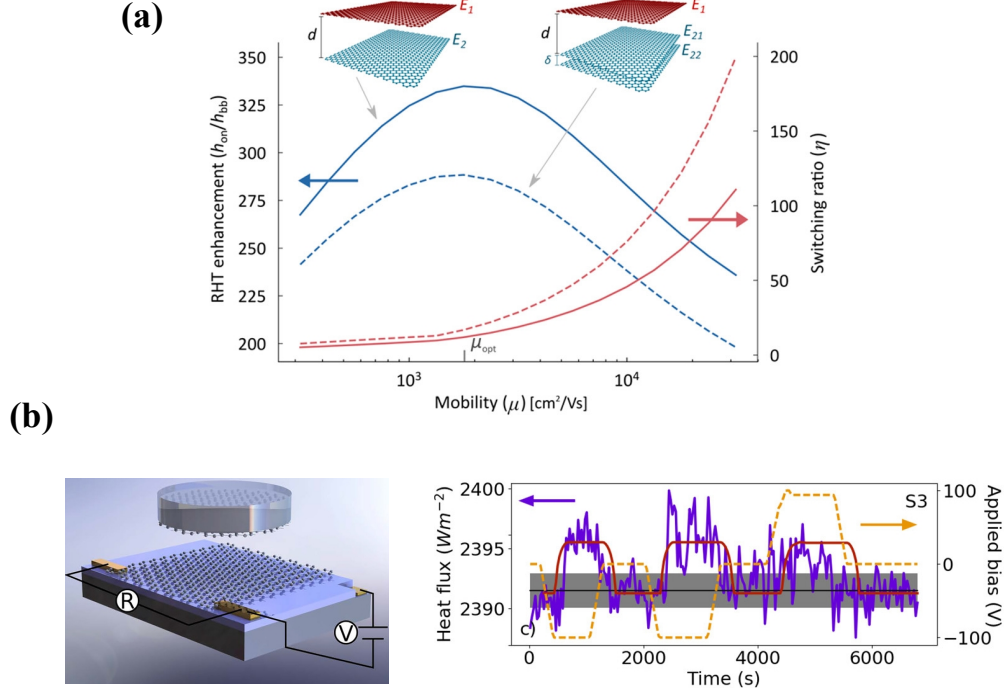 (a)
E1
d
E2
E1
d
E21
E22
δ
RHT enhancement (hon/hbb)
350
325
300
275
250
225
200
200
150
100
50
0
Switching ratio (η)
μopt
10³
10⁴
Mobility (μ) [cm²/Vs]
(b)
R
V
Heat flux (Wm⁻²)
2400
2395
2390
S3
c)
100
0
−100
Applied bias (V)
0
2000
4000
6000
Time (s)